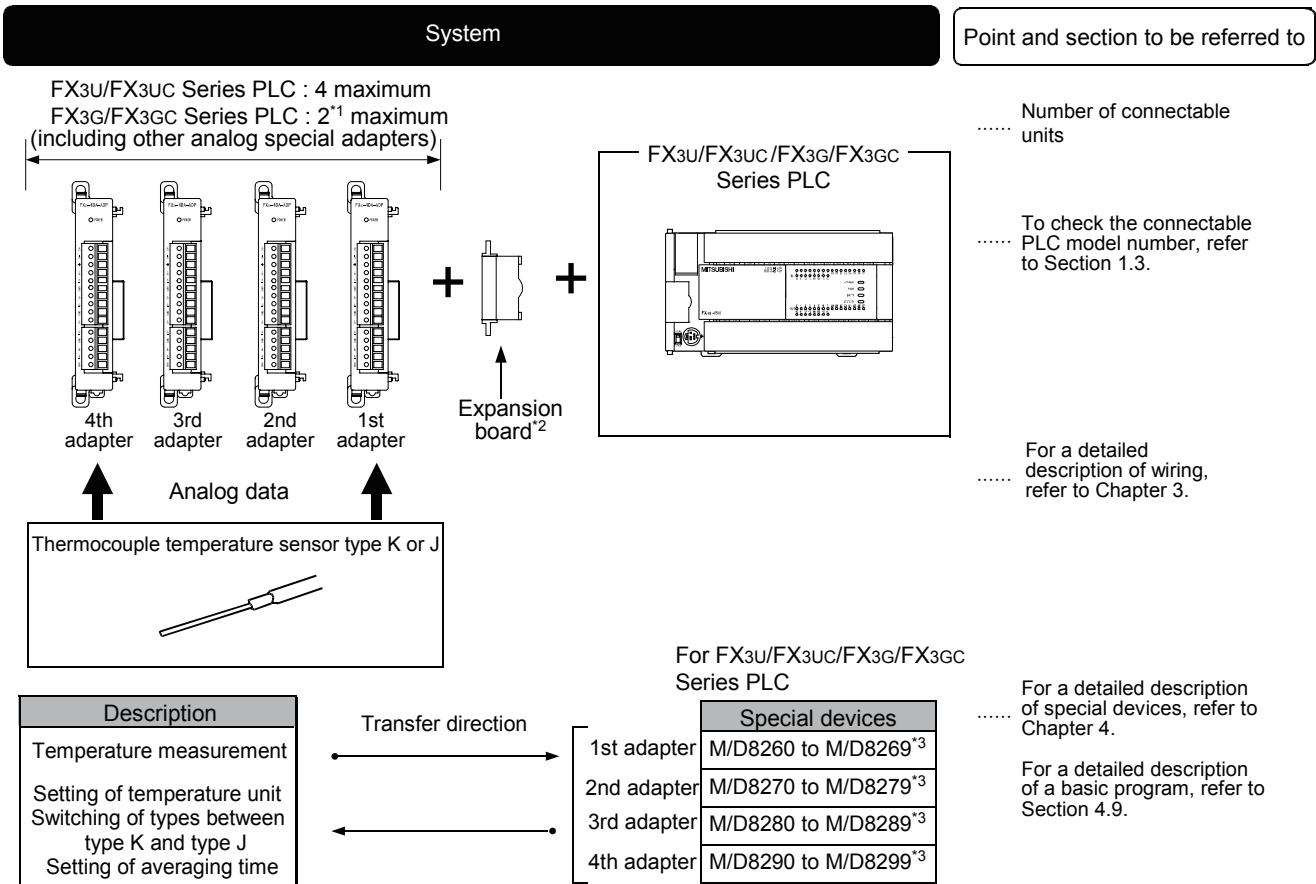 System
Point and section to be referred to
FX3U/FX3UC Series PLC : 4 maximum
FX3G/FX3GC Series PLC : 2*1 maximum
(including other analog special adapters)
FX3U/FX3UC/FX3G/FX3GC
Series PLC
MITSUBISHI
POWER
POWER
POWER
POWER
4th
adapter
3rd
adapter
2nd
adapter
1st
adapter
Expansion
board*2
Analog data
Thermocouple temperature sensor type K or J
...... Number of connectable
units
...... To check the connectable
PLC model number, refer
to Section 1.3.
...... For a detailed
description of wiring,
refer to Chapter 3.
Description
Temperature measurement
Setting of temperature unit
Switching of types between
type K and type J
Setting of averaging time
Transfer direction
For FX3U/FX3UC/FX3G/FX3GC
Series PLC
Special devices
1st adapter M/D8260 to M/D8269*3
2nd adapter M/D8270 to M/D8279*3
3rd adapter M/D8280 to M/D8289*3
4th adapter M/D8290 to M/D8299*3
...... For a detailed description
of special devices, refer to
Chapter 4.
For a detailed description
of a basic program, refer to
Section 4.9.